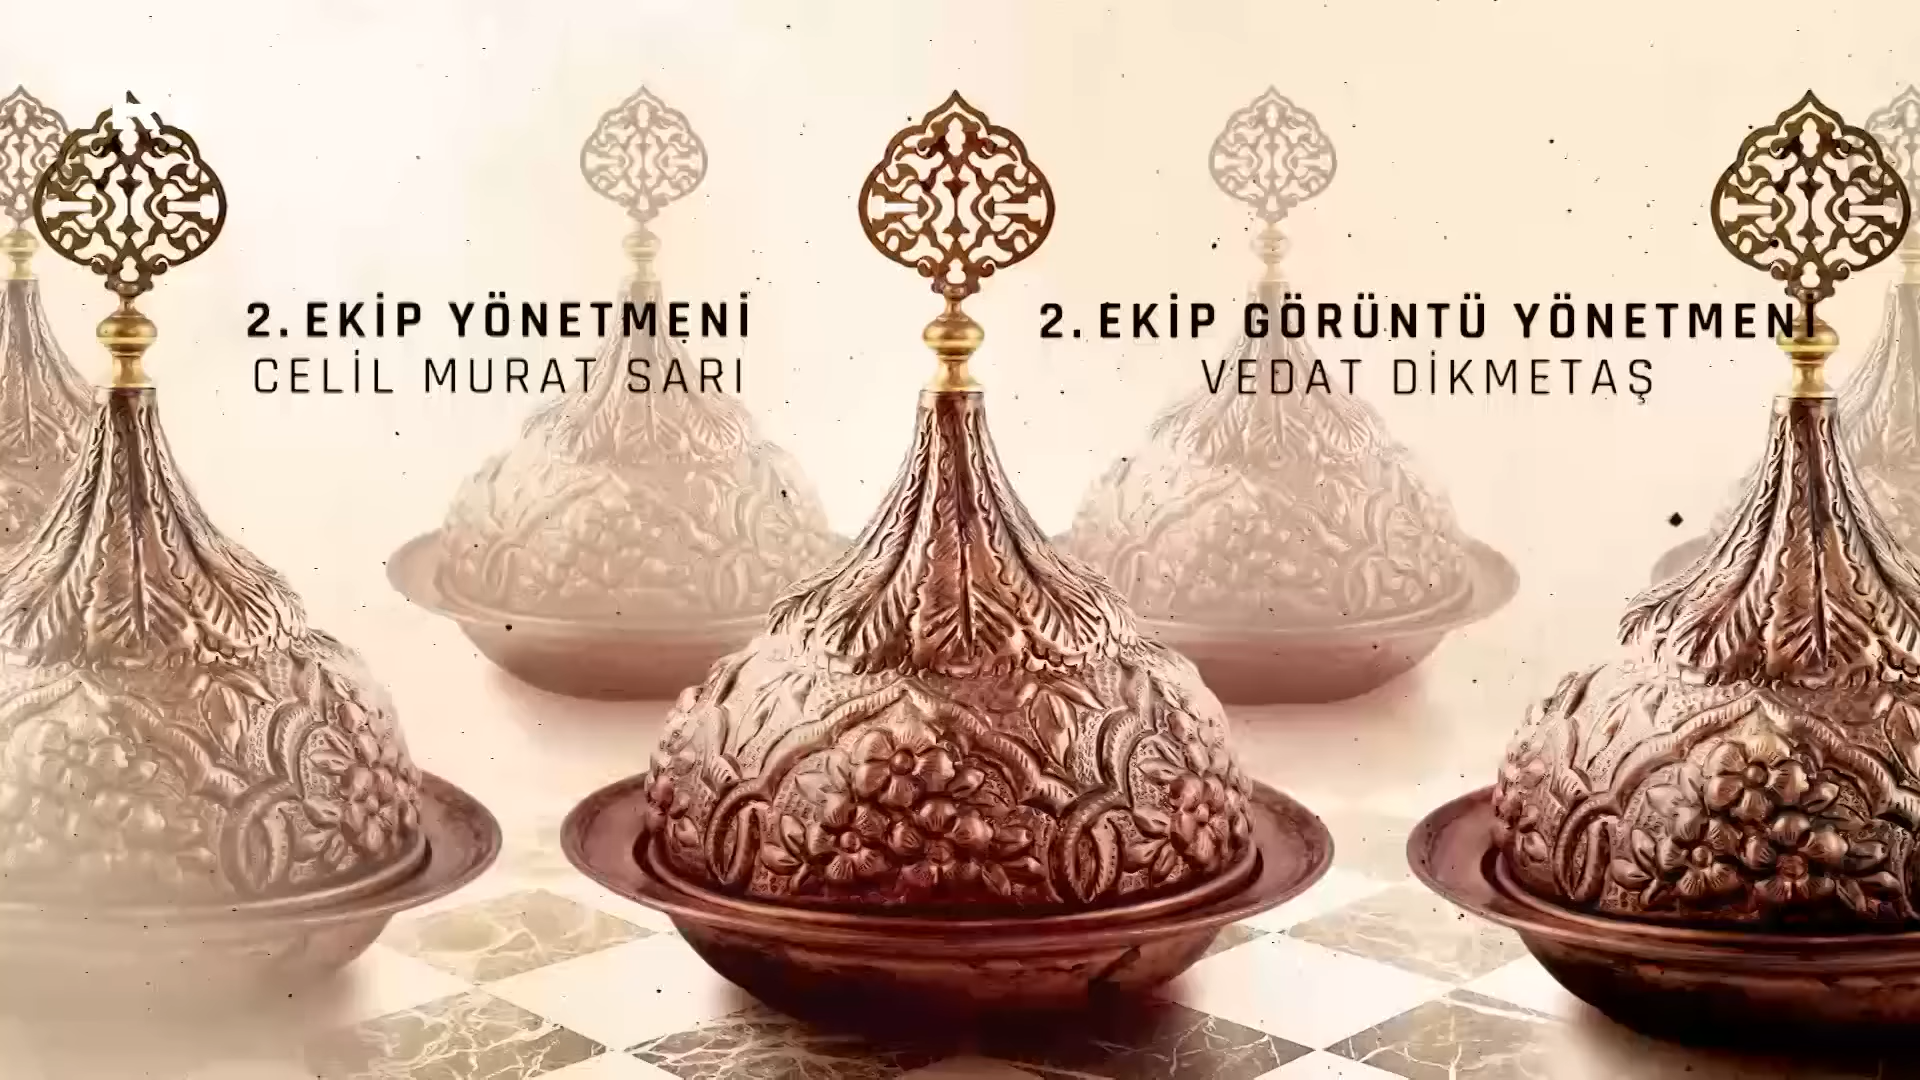 2. EKİP YÖNETMENİ
CELİL MURAT SARI
2. EKİP GÖRÜNTÜ YÖNETMENİ
VEDAT DİKMETAŞ